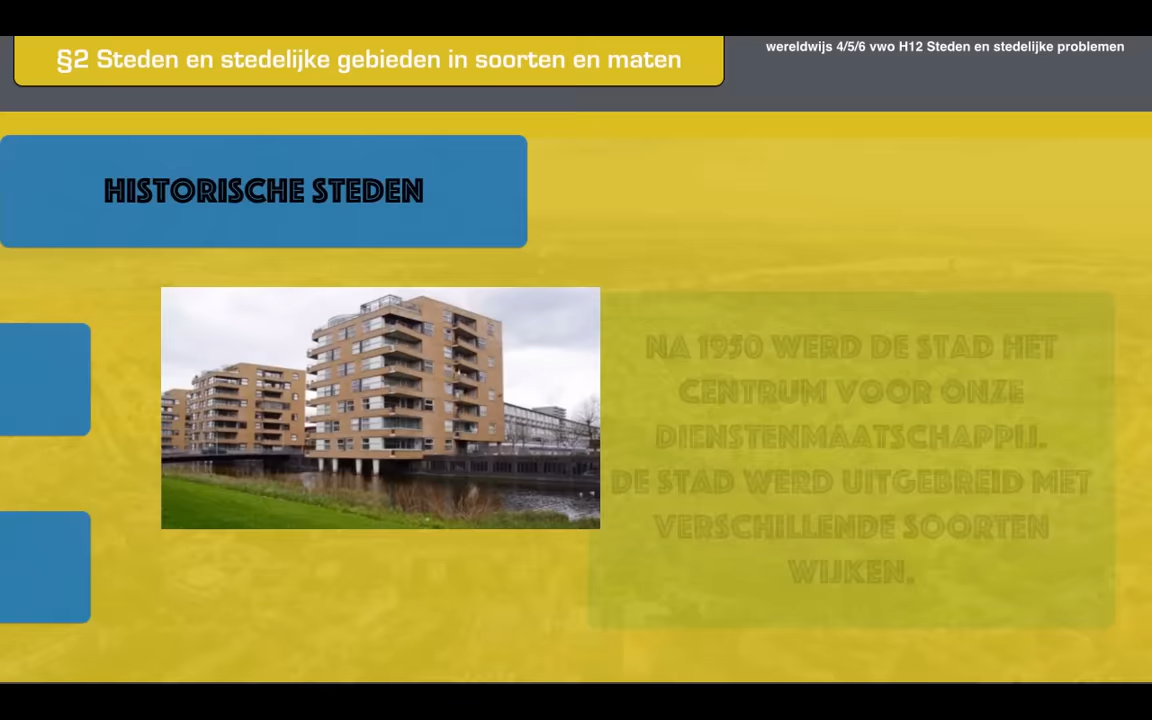 §2 Steden en stedelijke gebieden in soorten en maten
wereldwijs 4/5/6 vwo H12 Steden en stedelijke problemen
HISTORISCHE STEDEN
NA 1950 WERD DE STAD HET
CENTRUM VOOR ONZE
DIENSTENMAATSCHAPPIJ.
DE STAD WERD UITGEBREID MET
VERSCHILLENDE SOORTEN
WIJKEN.